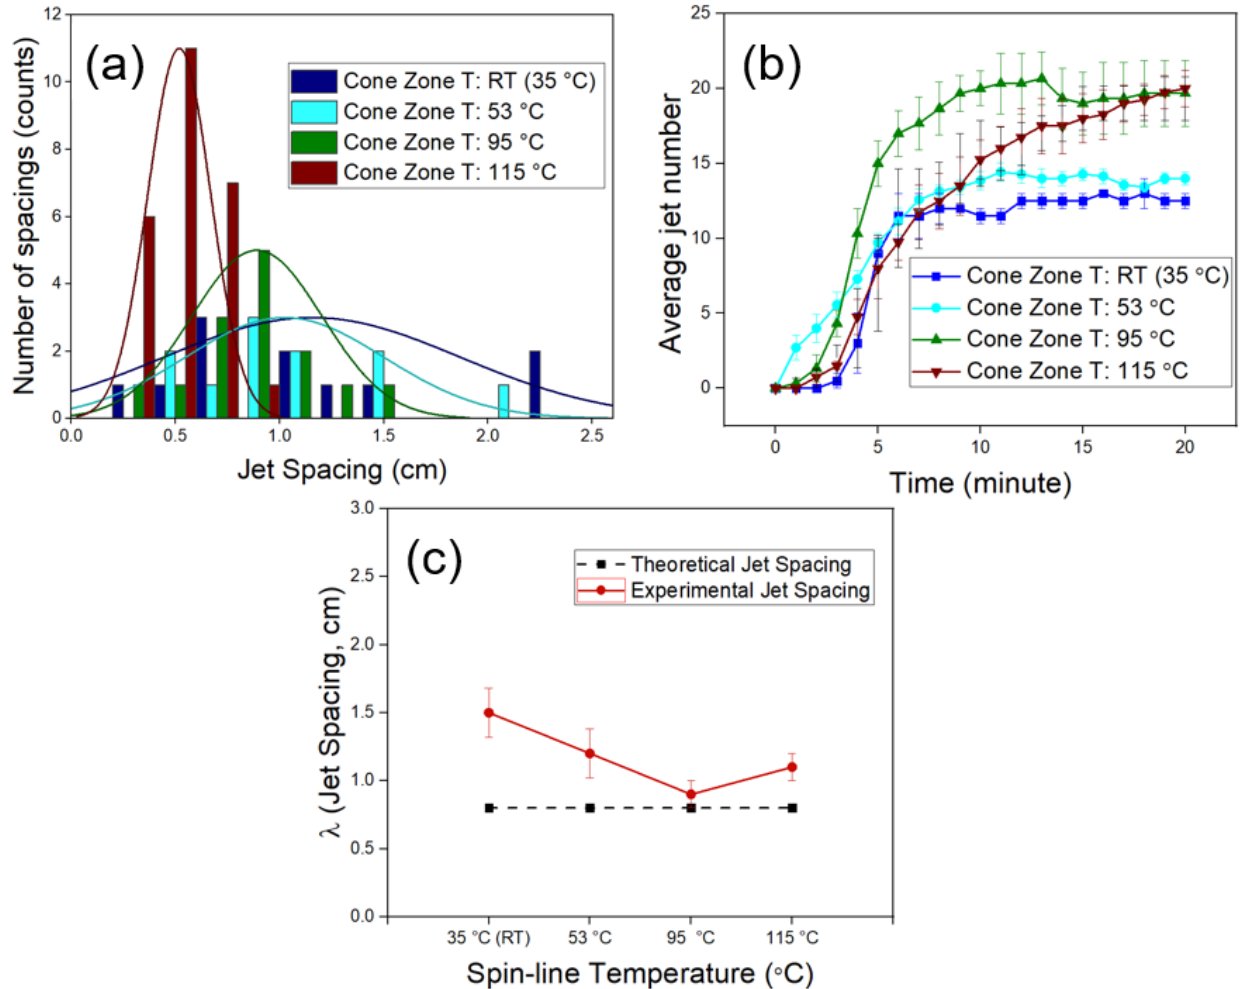 (a)
Number of spacings (counts)
12
10
8
6
4
2
0
Cone Zone T: RT (35 °C)
Cone Zone T: 53 °C
Cone Zone T: 95 °C
Cone Zone T: 115 °C
0.0 0.5 1.0 1.5 2.0 2.5
Jet Spacing (cm)
(b)
Average jet number
25
20
15
10
5
0
Cone Zone T: RT (35 °C)
Cone Zone T: 53 °C
Cone Zone T: 95 °C
Cone Zone T: 115 °C
0 5 10 15 20
Time (minute)
(c)
λ (Jet Spacing, cm)
3.0
2.5
2.0
1.5
1.0
0.5
0.0
Theoretical Jet Spacing
Experimental Jet Spacing
35 °C (RT) 53 °C 95 °C 115 °C
Spin-line Temperature (°C)